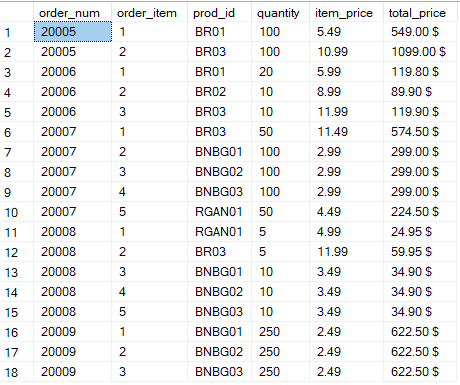 order_num order_item prod_id quantity item_price total_price
1 20005 1 BR01 100 5.49 549.00 $
2 20005 2 BR03 100 10.99 1099.00 $
3 20006 1 BR01 20 5.99 119.80 $
4 20006 2 BR02 10 8.99 89.90 $
5 20006 3 BR03 10 11.99 119.90 $
6 20007 1 BR03 50 11.49 574.50 $
7 20007 2 BNBG01 100 2.99 299.00 $
8 20007 3 BNBG02 100 2.99 299.00 $
9 20007 4 BNBG03 100 2.99 299.00 $
10 20007 5 RGAN01 50 4.49 224.50 $
11 20008 1 RGAN01 5 4.99 24.95 $
12 20008 2 BR03 5 11.99 59.95 $
13 20008 3 BNBG01 10 3.49 34.90 $
14 20008 4 BNBG02 10 3.49 34.90 $
15 20008 5 BNBG03 10 3.49 34.90 $
16 20009 1 BNBG01 250 2.49 622.50 $
17 20009 2 BNBG02 250 2.49 622.50 $
18 20009 3 BNBG03 250 2.49 622.50 $